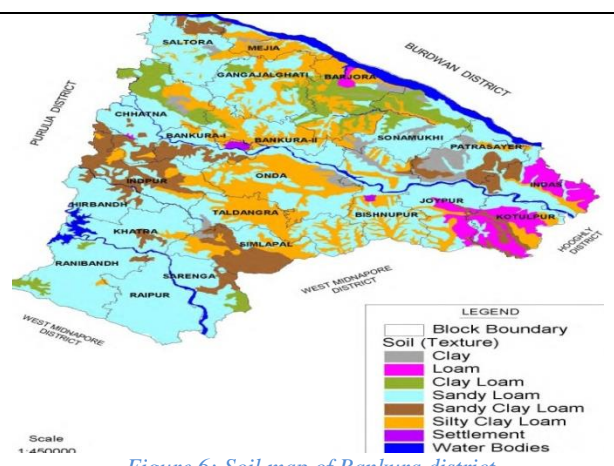 SALTORA
MEJIA
BURDWAN DISTRICT
GANGAJALGHATI
BARJORA
PURULIA DISTRICT
CHHATNA
BANKURA-I
BANKURA-II
SONAMUKHI
PATRASAYER
INDPUR
ONDA
INDAS
HIRBANDH
TALDANGRA
BISHNUPUR
JOYPUR
KOTULPUR
KHATRA
SIMLAPAL
HOOGHLY DISTRICT
RANIBANDH
SARENGA
WEST MIDNAPORE DISTRICT
RAIPUR
WEST MIDNAPORE DISTRICT
LEGEND
Block Boundary
Soil (Texture)
Clay
Loam
Clay Loam
Sandy Loam
Sandy Clay Loam
Silty Clay Loam
Settlement
Water Bodies
Scale
1:450000
Figure 6: Soil map of Bankura district